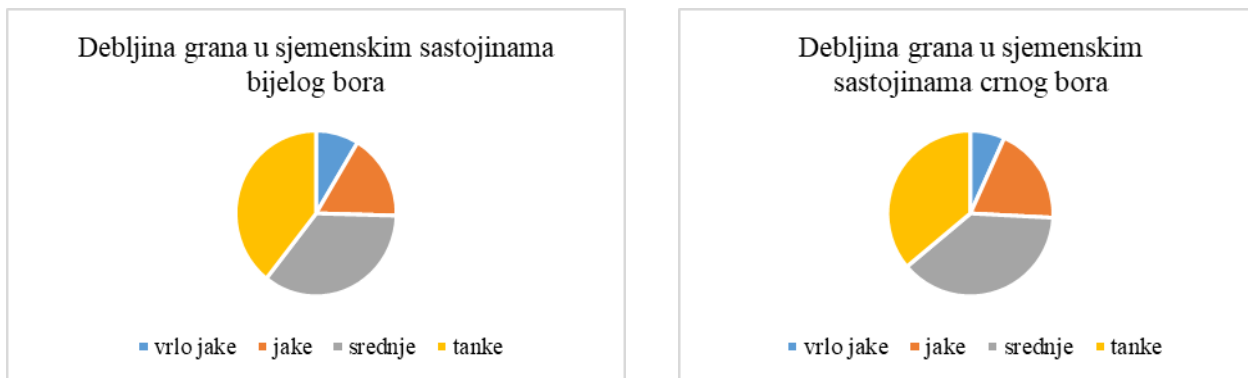 Debljina grana u sjemenskim sastojinama
bijelog bora
vrlo jake jake srednje tanke
Debljina grana u sjemenskim
sastojinama crnog bora
vrlo jake jake srednje tanke